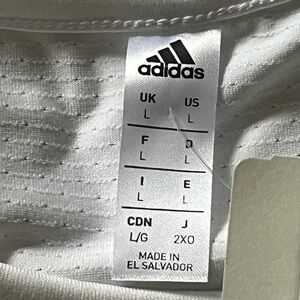 adidas
UK US
L L
F D
L L
I E
L L
CDN J
L/G 2XO
MADE IN
EL SALVADOR